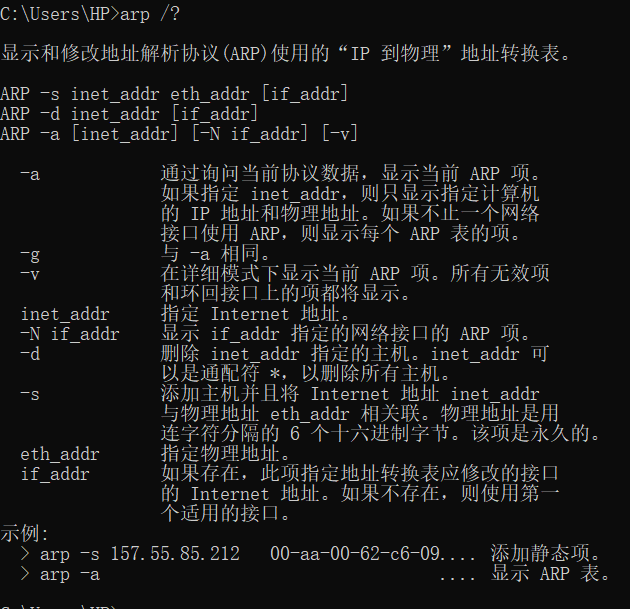 C:\Users\HP>arp /?
显示和修改地址解析协议(ARP)使用的“IP 到物理”地址转换表。
ARP -s inet_addr eth_addr [if_addr]
ARP -d inet_addr [if_addr]
ARP -a [inet_addr] [-N if_addr] [-v]
-a 通过询问当前协议数据，显示当前 ARP 项。
如果指定 inet_addr，则只显示指定计算机
的 IP 地址和物理地址。如果不止一个网络
接口使用 ARP，则显示每个 ARP 表的项。
-g 与 -a 相同。
-v 在详细模式下显示当前 ARP 项。所有无效项
和环回接口上的项都将显示。
inet_addr 指定 Internet 地址。
-N if_addr 显示 if_addr 指定的网络接口的 ARP 项。
-d 删除 inet_addr 指定的主机。inet_addr 可
以是通配符 *，以删除所有主机。
-s 添加主机并且将 Internet 地址 inet_addr
与物理地址 eth_addr 相关联。物理地址是用
连字符分隔的 6 个十六进制字节。该项是永久的。
eth_addr 指定物理地址。
if_addr 如果存在，此项指定地址转换表应修改的接口
的 Internet 地址。如果不存在，则使用第一
个适用的接口。
示例:
> arp -s 157.55.85.212 00-aa-00-62-c6-09.... 添加静态项。
> arp -a .... 显示 ARP 表。
C:\Users\HP>